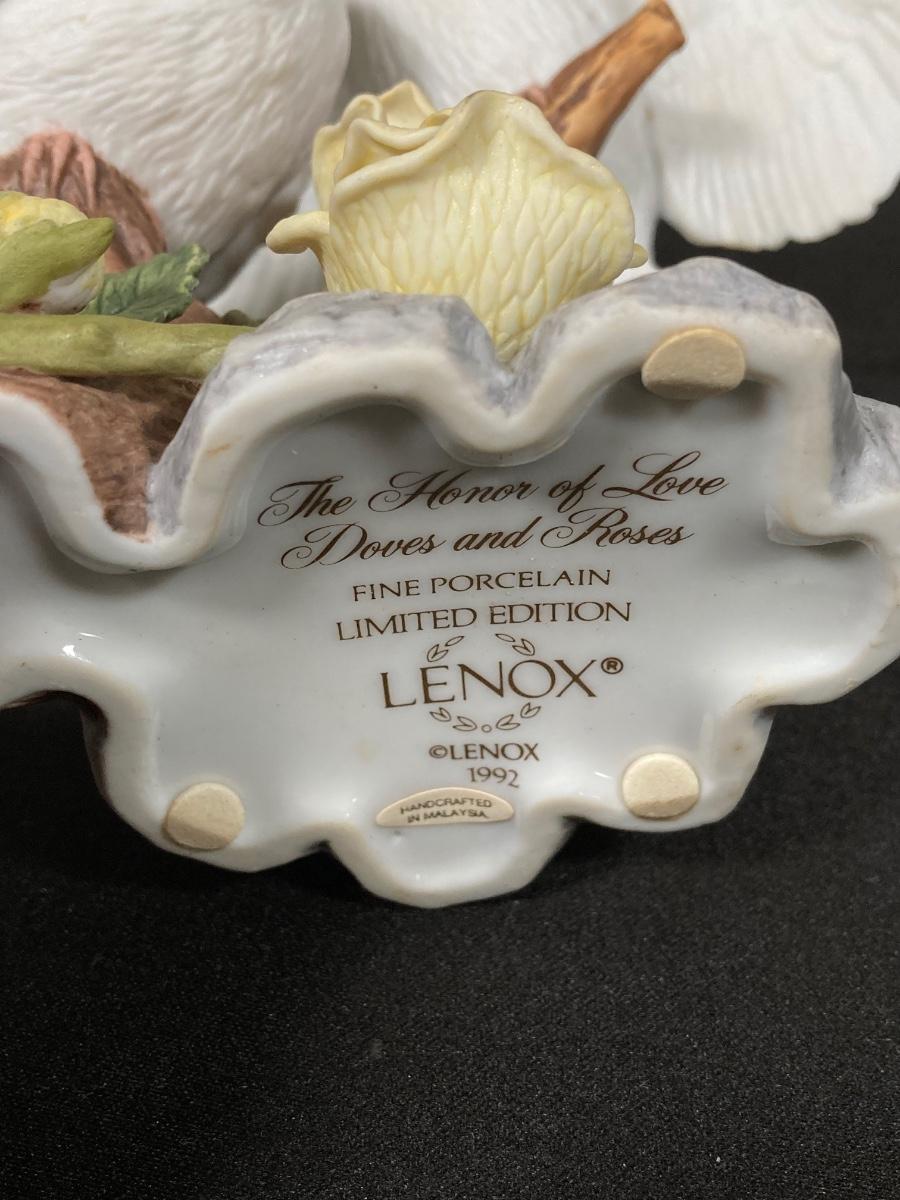 The Honor of Love
Doves and Roses
FINE PORCELAIN
LIMITED EDITION
LENOX®
©LENOX
1992
HANDCRAFTED
IN MALAYSIA